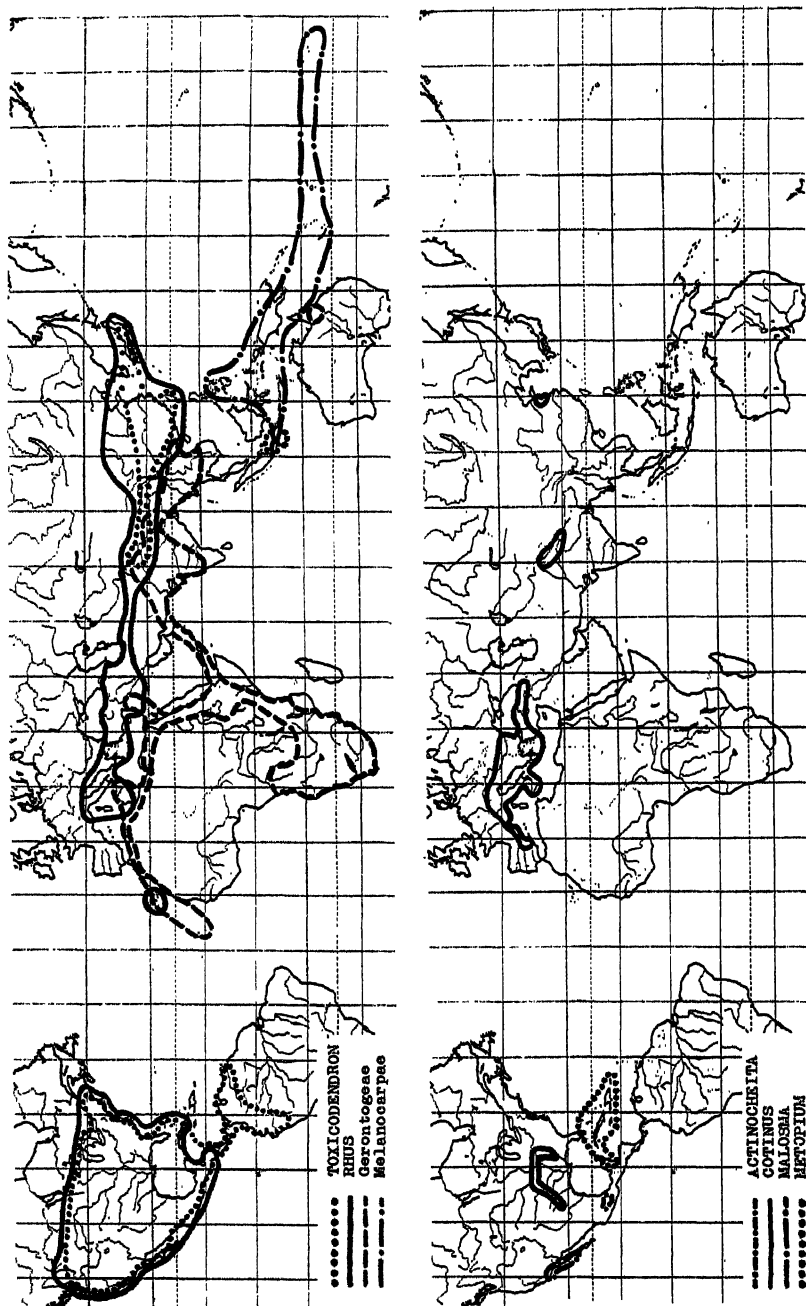 TOXICODENDRON
RHUS
Gerontogeae
Melanocarpae
ACTINOCHEITA
COTINUS
MALOSMA
METOPIUM